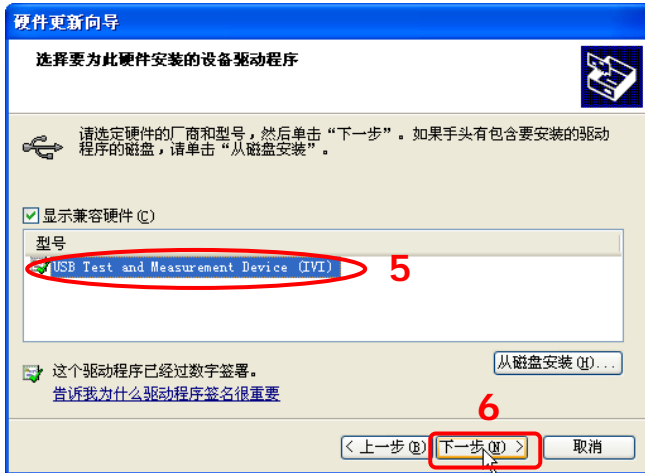 硬件更新向导
选择要为此硬件安装的设备驱动程序
请选定硬件的厂商和型号，然后单击“下一步”。如果手头有包含要安装的驱动
程序的磁盘，请单击“从磁盘安装”。
显示兼容硬件(C)
型号
USB Test and Measurement Device (IVI)
5
这个驱动程序已经过数字签署。
从磁盘安装(H)...
告诉我为什么驱动程序签名很重要
6
< 上一步(B)
下一步(N) >
取消